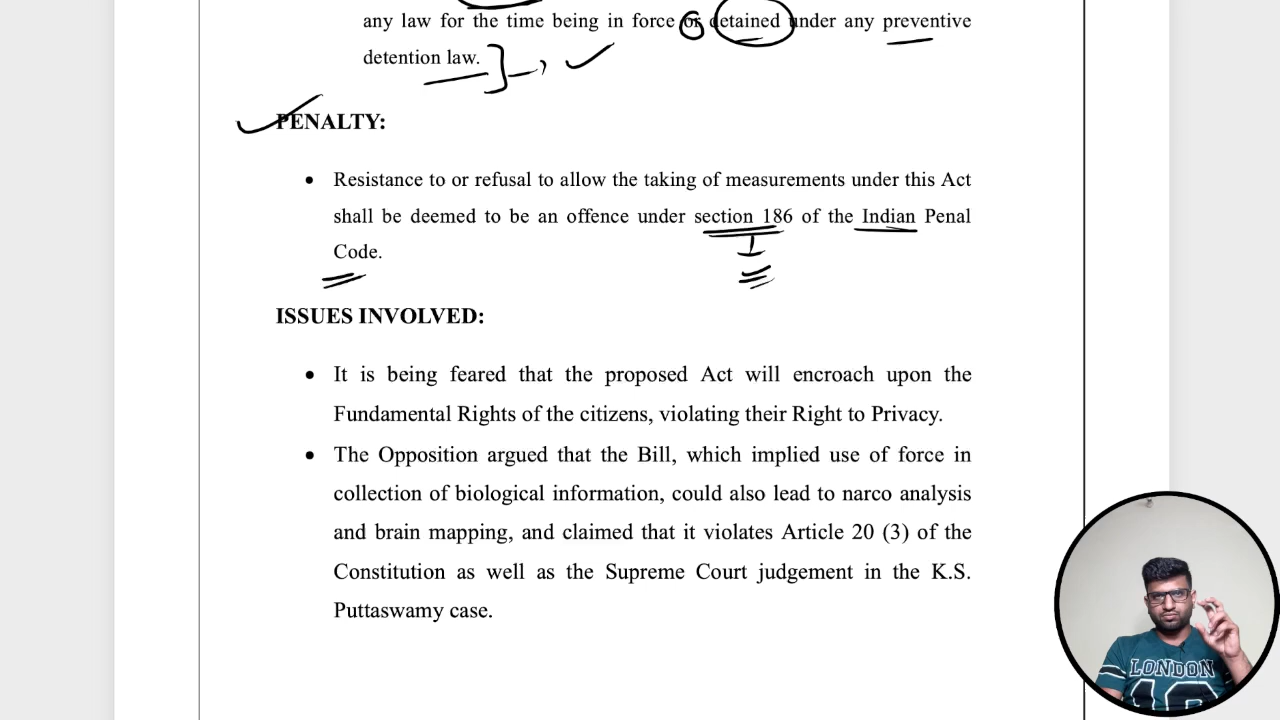 any law for the time being in force or detained under any preventive
detention law.
PENALTY:
• Resistance to or refusal to allow the taking of measurements under this Act
shall be deemed to be an offence under section 186 of the Indian Penal
Code.
ISSUES INVOLVED:
• It is being feared that the proposed Act will encroach upon the
Fundamental Rights of the citizens, violating their Right to Privacy.
• The Opposition argued that the Bill, which implied use of force in
collection of biological information, could also lead to narco analysis
and brain mapping, and claimed that it violates Article 20 (3) of the
Constitution as well as the Supreme Court judgement in the K.S.
Puttaswamy case.
LONDON